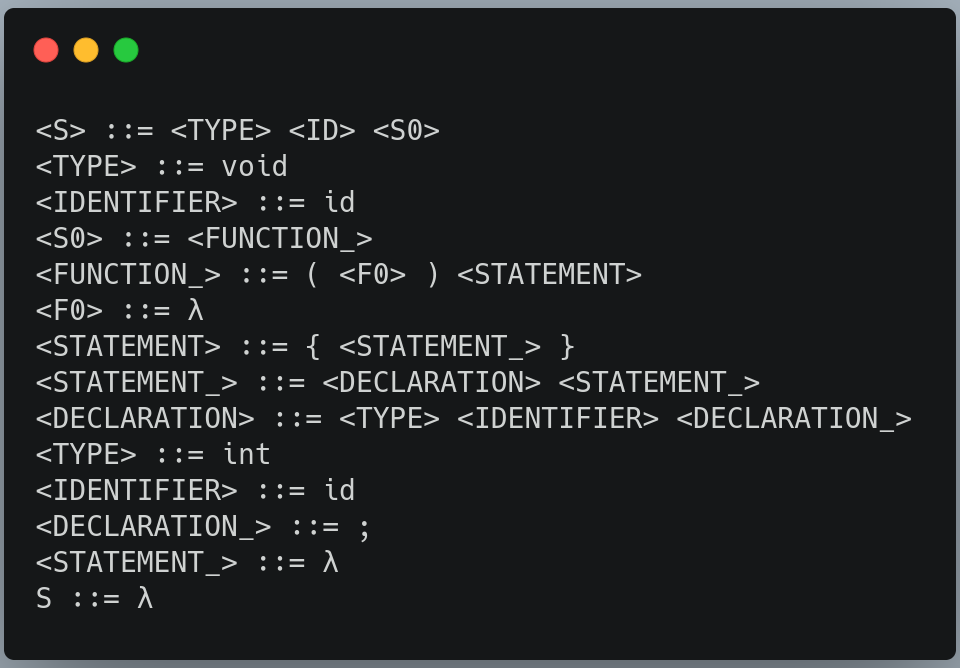 <S> ::= <TYPE> <ID> <S0>
<TYPE> ::= void
<IDENTIFIER> ::= id
<S0> ::= <FUNCTION_>
<FUNCTION_> ::= ( <F0> ) <STATEMENT>
<F0> ::= λ
<STATEMENT> ::= { <STATEMENT_> }
<STATEMENT_> ::= <DECLARATION> <STATEMENT_>
<DECLARATION> ::= <TYPE> <IDENTIFIER> <DECLARATION_>
<TYPE> ::= int
<IDENTIFIER> ::= id
<DECLARATION_> ::= ;
<STATEMENT_> ::= λ
S ::= λ